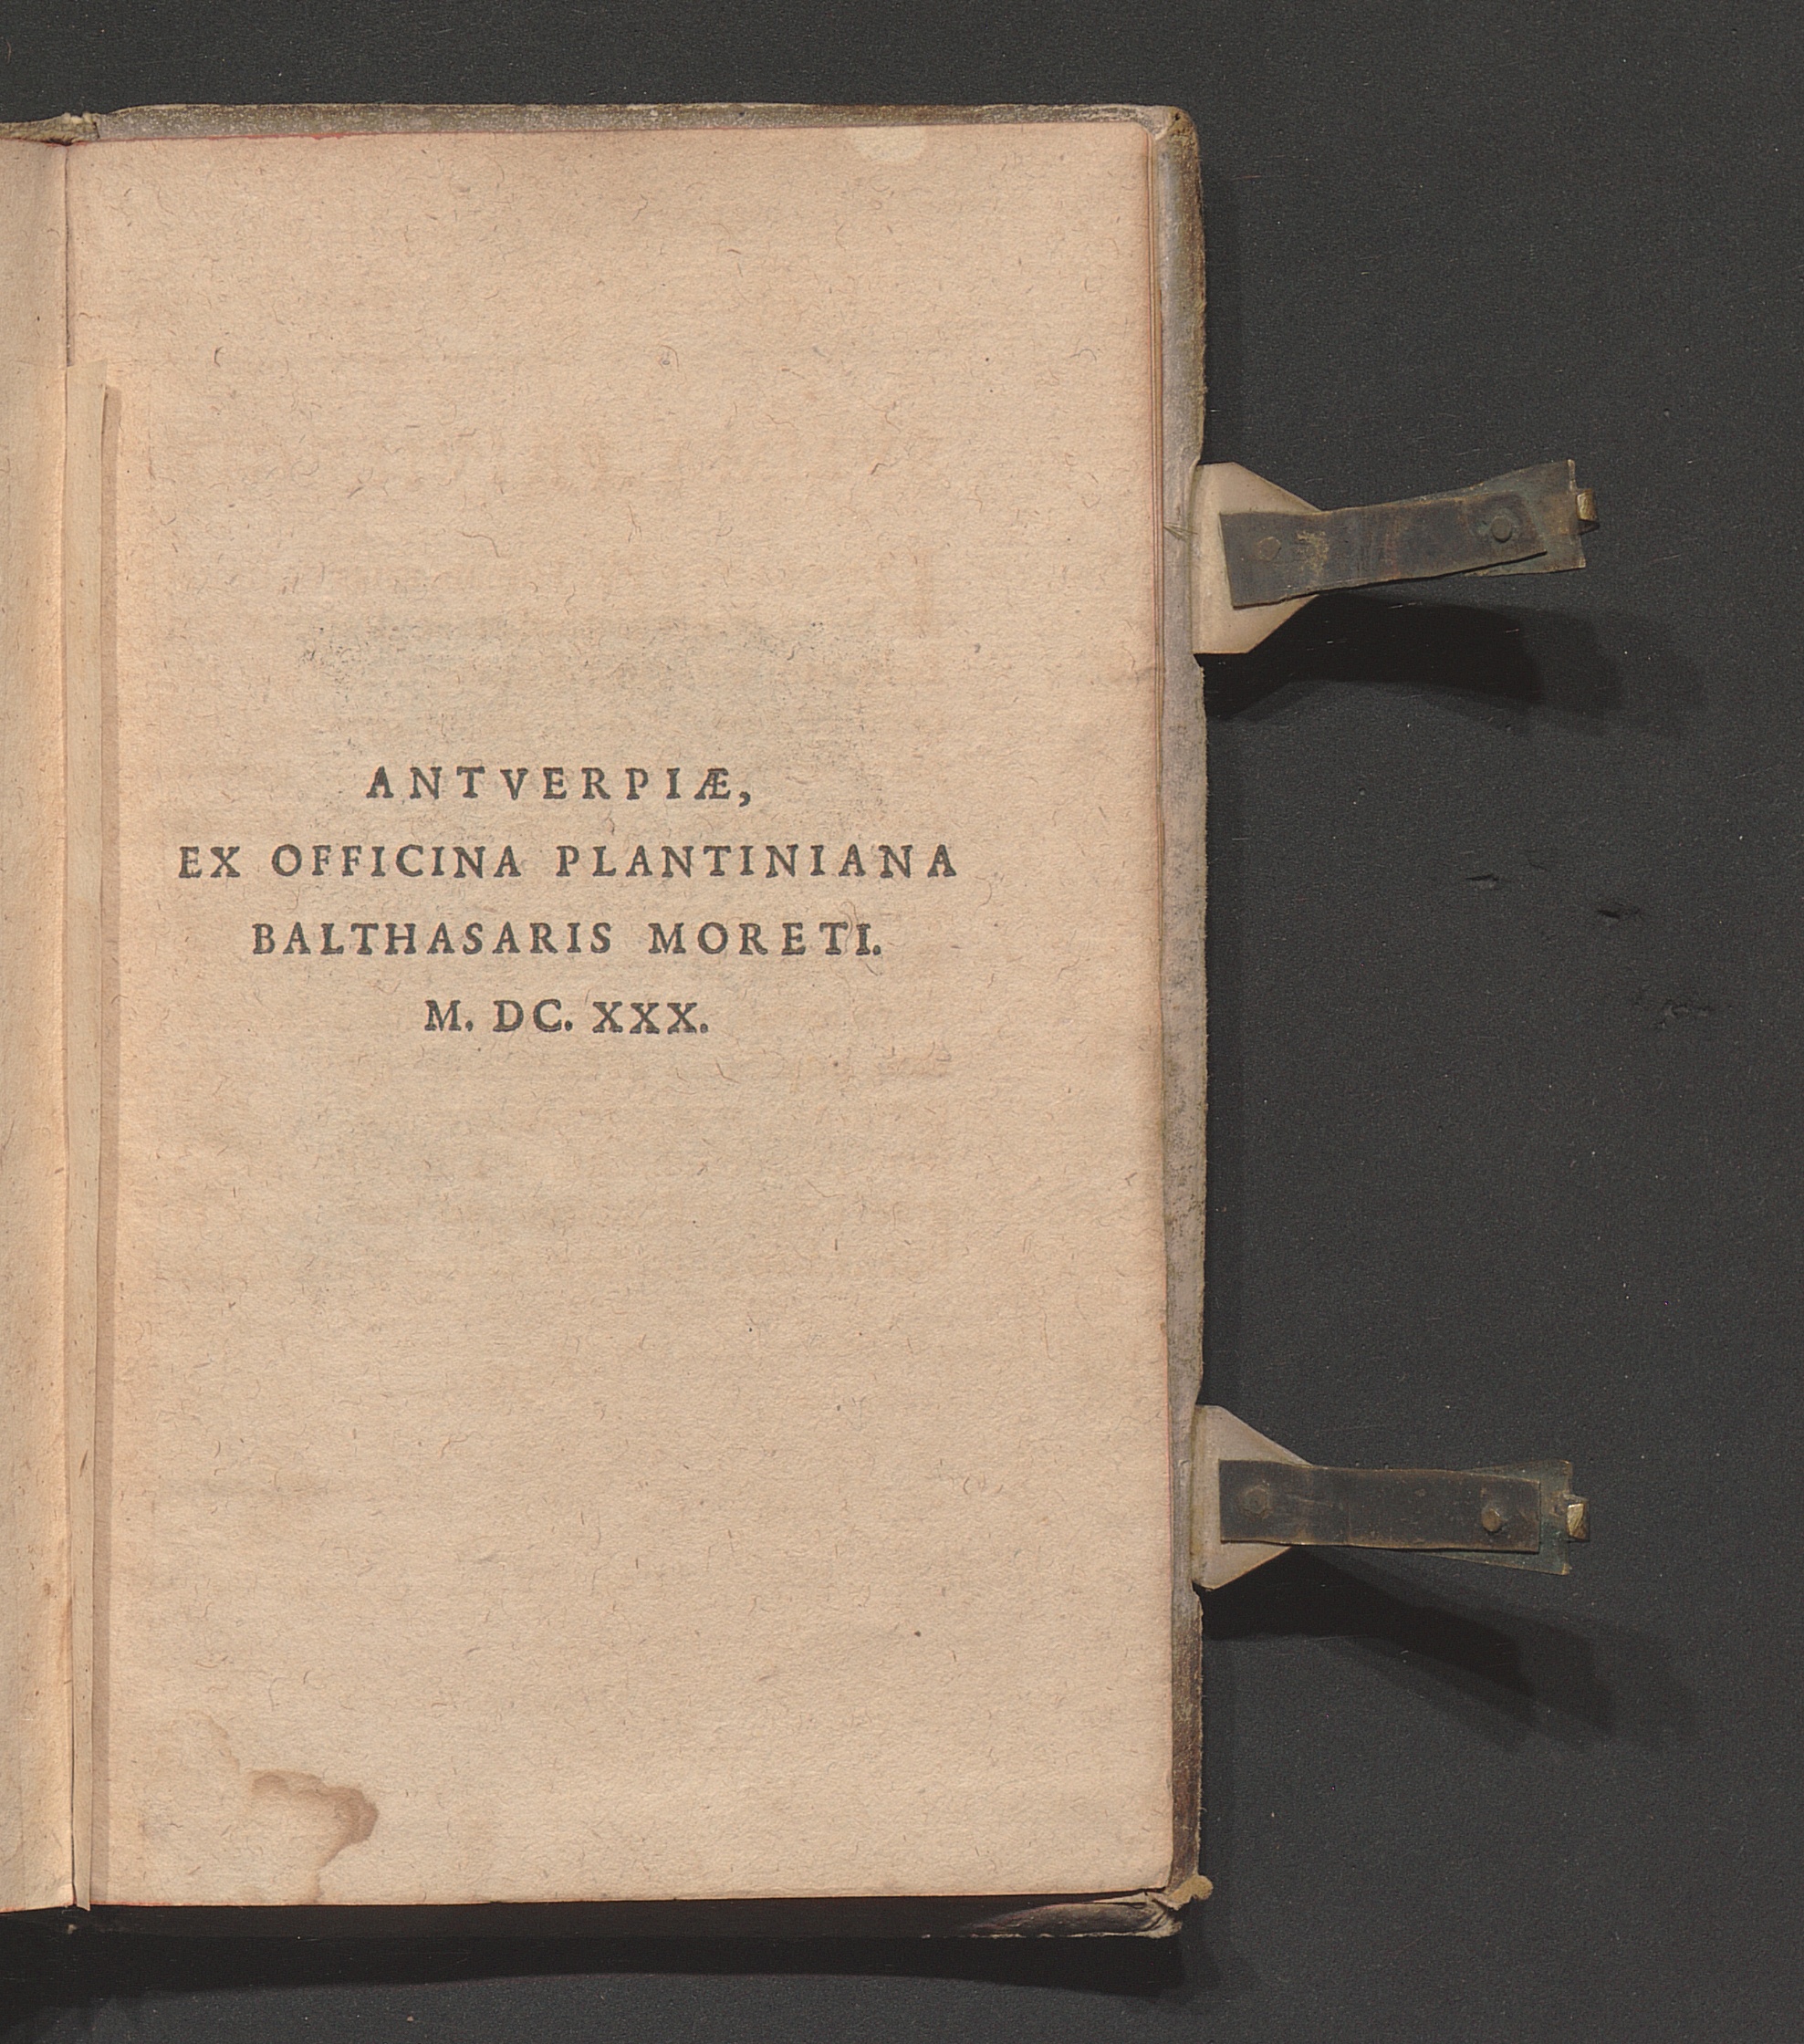 ANTVERPIÆ,
EX OFFICINA PLANTINIANA
BALTHASARIS MORETI.
M. DC. XXX.